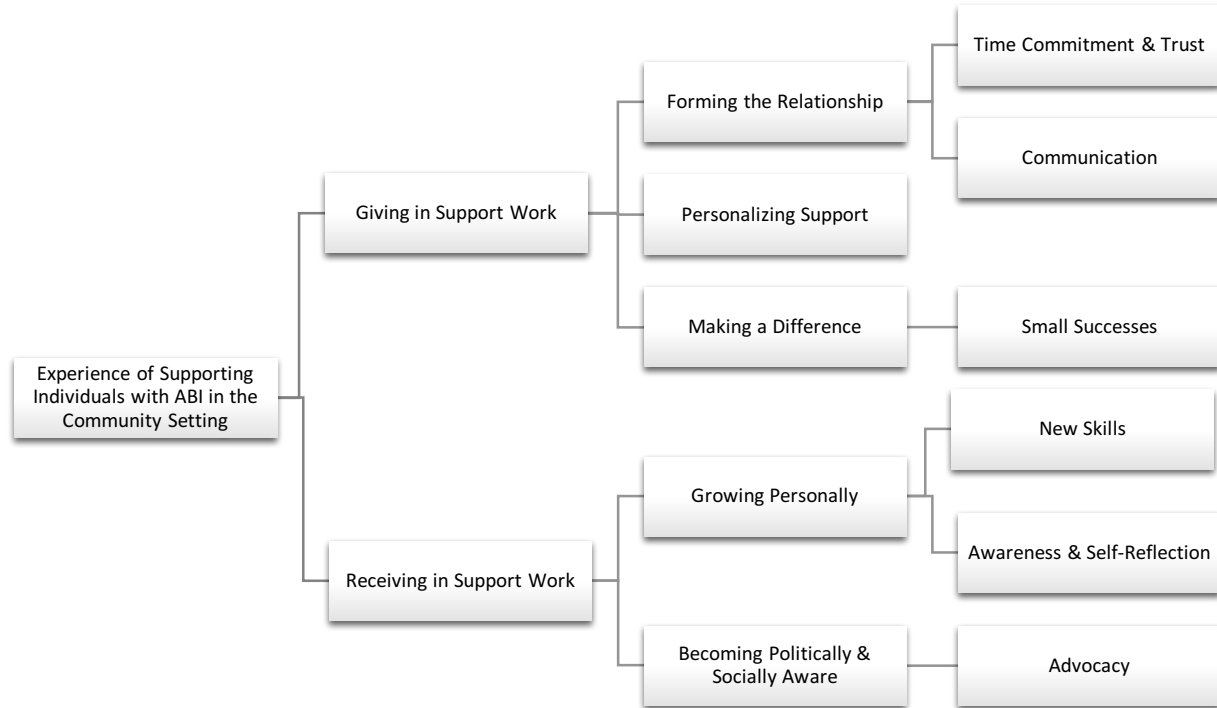 Experience of Supporting
Individuals with ABI in the
Community Setting
Giving in Support Work
Forming the Relationship
Time Commitment & Trust
Communication
Personalizing Support
Making a Difference
Small Successes
Receiving in Support Work
Growing Personally
New Skills
Awareness & Self-Reflection
Becoming Politically &
Socially Aware
Advocacy